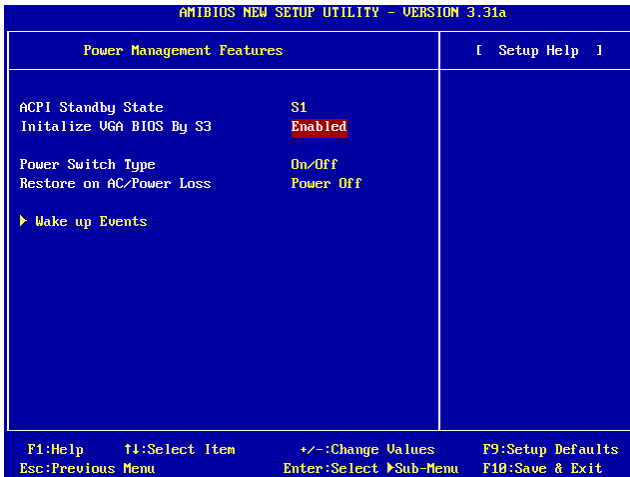 AMIBIOS NEW SETUP UTILITY - VERSION 3.31a
Power Management Features
[ Setup Help ]
ACPI Standby State S1
Initalize VGA BIOS By S3 Enabled
Power Switch Type On/Off
Restore on AC/Power Loss Power Off
Wake up Events
F1:Help ↑↓:Select Item +/-:Change Values F9:Setup Defaults
Esc:Previous Menu Enter:Select ▶Sub-Menu F10:Save & Exit